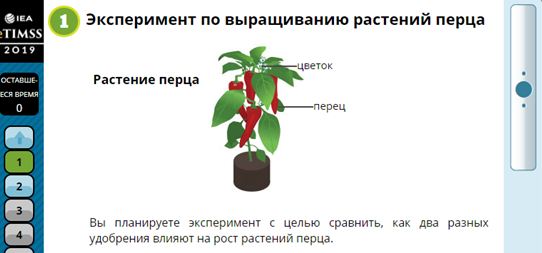 IEA
eTIMSS
2019
ОСТАВШЕ-
ЕСЯ ВРЕМЯ
0
1
2
3
4
1 Эксперимент по выращиванию растений перца
Растение перца
цветок
перец
Вы планируете эксперимент с целью сравнить, как два разных
удобрения влияют на рост растений перца.